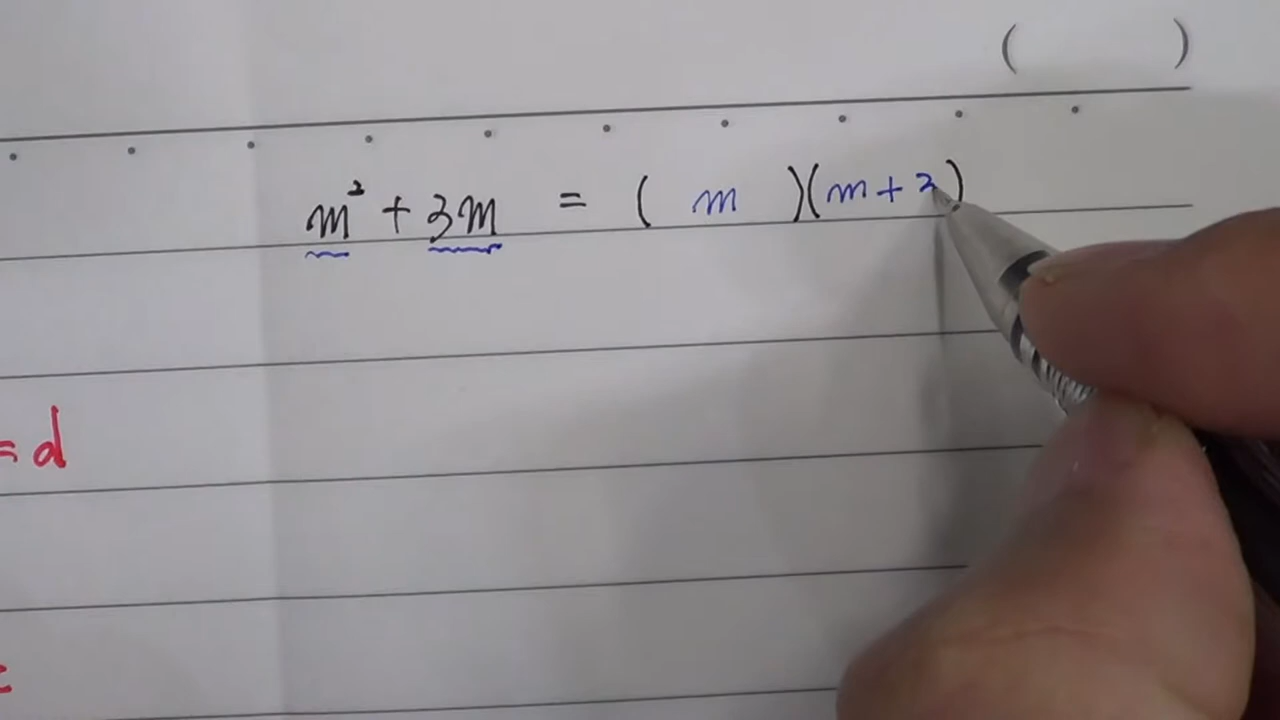 (          )
m² + 3m = ( m )(m + 3)
= d
=